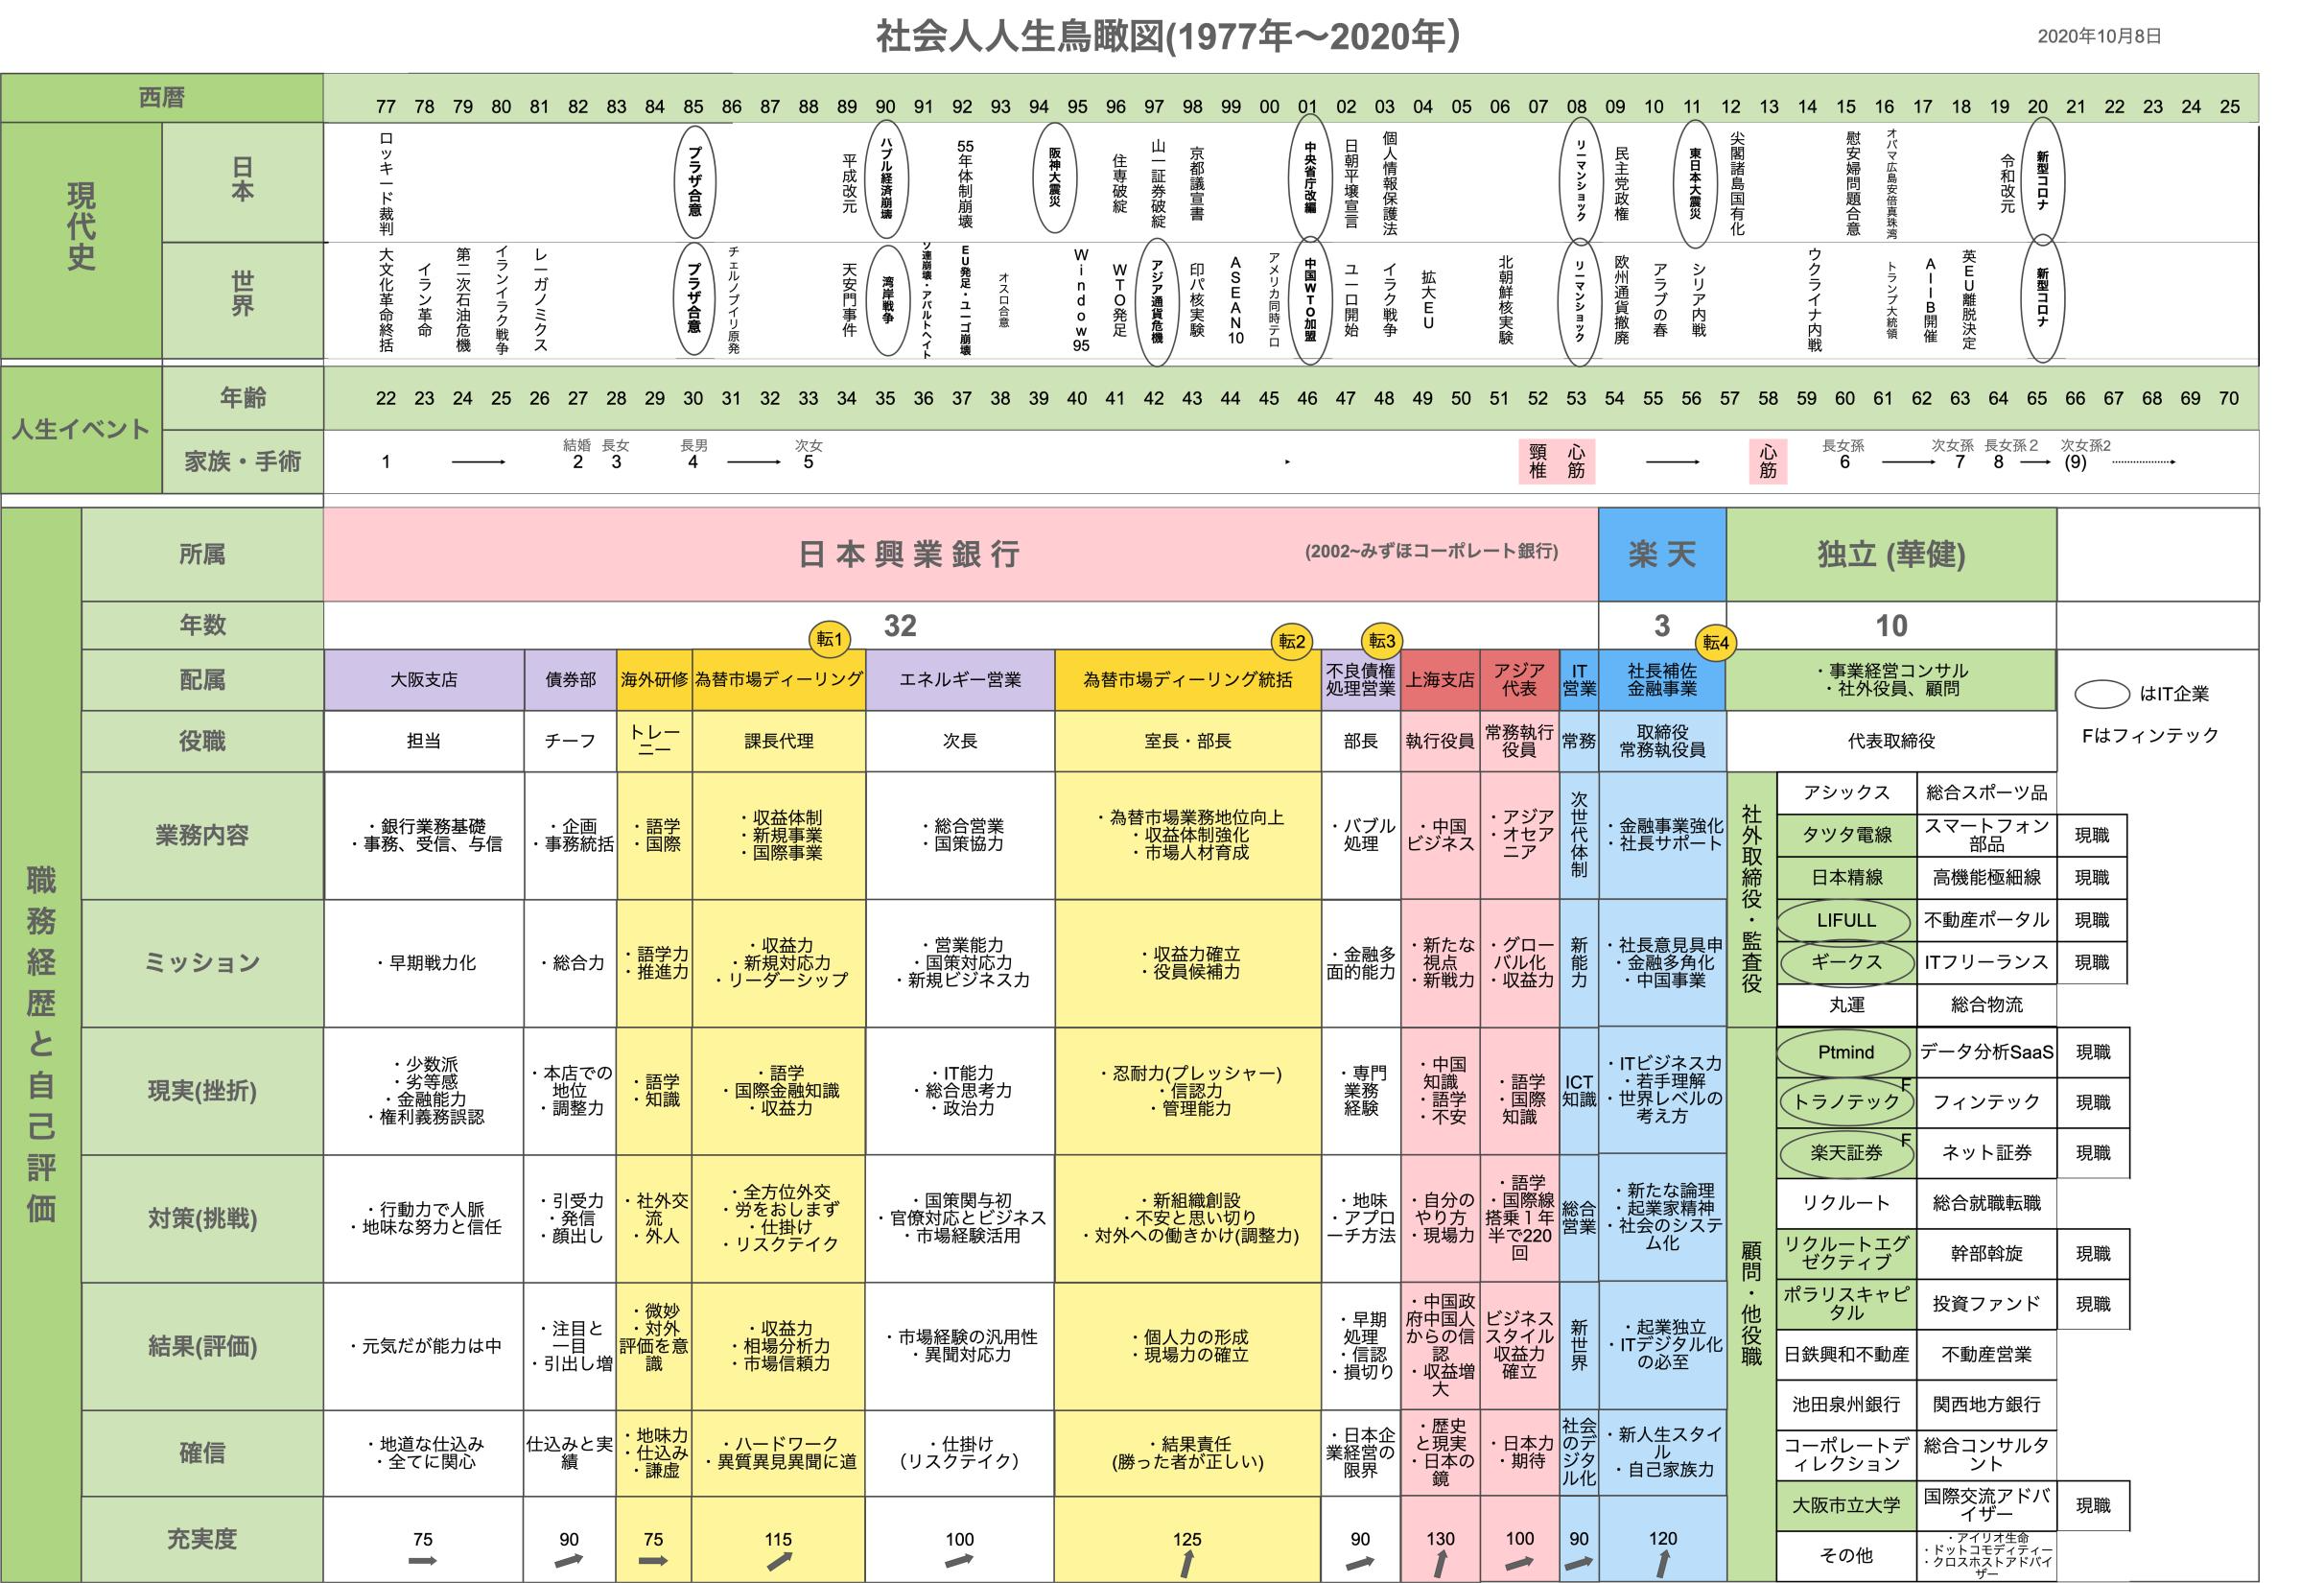 社会人人生鳥瞰図(1977年〜2020年）
2020年10月8日
西暦
77 78 79 80 81 82 83 84 85 86 87 88 89 90 91 92 93 94 95 96 97 98 99 00 01 02 03 04 05 06 07 08 09 10 11 12 13 14 15 16 17 18 19 20 21 22 23 24 25
現代史
日本
ロッキード裁判
プラザ合意
平成改元
バブル経済崩壊
55年体制崩壊
阪神大震災
住専破綻
山一証券破綻
京都議宣書
中央省庁改編
日朝平壌宣言
個人情報保護法
リーマンショック
民主党政権
東日本大震災
尖閣諸島国有化
慰安婦問題合意
オバマ広島安倍真珠湾
令和改元
新型コロナ
世界
大文化革命終括
イラン革命
第二次石油危機
イランイラク戦争
レーガノミクス
プラザ合意
チェルノブイリ原発
天安門事件
湾岸戦争
ソ連崩壊・アパルトヘイト
EU発足・ユーゴ崩壊
オスロ合意
Window95
WTO発足
アジア通貨危機
印パ核実験
ASEAN10
アメリカ同時テロ
中国WTO加盟
ユーロ開始
イラク戦争
拡大EU
北朝鮮核実験
リーマンショック
欧州通貨撤廃
アラブの春
シリア内戦
ウクライナ内戦
トランプ大統領
AIIB開催
英EU離脱決定
新型コロナ
人生イベント
年齢
22 23 24 25 26 27 28 29 30 31 32 33 34 35 36 37 38 39 40 41 42 43 44 45 46 47 48 49 50 51 52 53 54 55 56 57 58 59 60 61 62 63 64 65 66 67 68 69 70
家族・手術
1
結婚
2
長女
3
長男
4
次女
5
頸椎
心筋
心筋
長女孫
6
次女孫
7
長女孫２
8
次女孫2
(9)
職務経歴と自己評価
所属
日本興業銀行
(2002~みずほコーポレート銀行)
楽天
独立 (華健)
年数
32
3
10
転1
転2
転3
転4
配属
大阪支店
債券部
海外研修
為替市場ディーリング
エネルギー営業
為替市場ディーリング統括
不良債権
処理営業
上海支店
アジア
代表
IT
営業
社長補佐
金融事業
・事業経営コンサル
・社外役員、顧問
はIT企業
Fはフィンテック
役職
担当
チーフ
トレー
ニー
課長代理
次長
室長・部長
部長
執行役員
常務執行
役員
常務
取締役
常務執役員
代表取締役
業務内容
・銀行業務基礎
・事務、受信、与信
・企画
・事務統括
・語学
・国際
・収益体制
・新規事業
・国際事業
・総合営業
・国策協力
・為替市場業務地位向上
・収益体制強化
・市場人材育成
・バブル
処理
・中国
ビジネス
・アジア
・オセア
ニア
次世代体制
・金融事業強化
・社長サポート
ミッション
・早期戦力化
・総合力
・語学力
・推進力
・収益力
・新規対応力
・リーダーシップ
・営業能力
・国策対応力
・新規ビジネス力
・収益力確立
・役員候補力
・金融多
面的能力
・新たな
視点
・新戦力
・グロー
バル化
・収益力
新能力
・社長意見具申
・金融多角化
・中国事業
現実(挫折)
・少数派
・劣等感
・金融能力
・権利義務誤認
・本店での
地位
・調整力
・語学
・知識
・語学
・国際金融知識
・収益力
・IT能力
・総合思考力
・政治力
・忍耐力(プレッシャー)
・信認力
・管理能力
・専門
業務
経験
・中国
知識
・語学
・不安
・語学
・国際
知識
ICT
知識
・ITビジネス力
・若手理解
・世界レベルの
考え方
対策(挑戦)
・行動力で人脈
・地味な努力と信任
・引受力
・発信
・顔出し
・社外交
流
・外人
・全方位外交
・労をおしまず
・仕掛け
・リスクテイク
・国策関与初
・官僚対応とビジネス
・市場経験活用
・新組織創設
・不安と思い切り
・対外への働きかけ(調整力)
・地味
・アプロ
ーチ方法
・自分の
やり方
・現場力
・語学
・国際線
搭乗１年
半で220
回
総合
営業
・新たな論理
・起業家精神
・社会のシステ
ム化
結果(評価)
・元気だが能力は中
・注目と
一目
・引出し増
・微妙
・対外
評価を意
識
・収益力
・相場分析力
・市場信頼力
・市場経験の汎用性
・異聞対応力
・個人力の形成
・現場力の確立
・早期
処理
・信認
・損切り
・中国政
府中国人
からの信
認
・収益増
大
ビジネス
スタイル
収益力
確立
新世界
・起業独立
・ITデジタル化
の必至
確信
・地道な仕込み
・全てに関心
仕込みと実
績
・地味力
・仕込み
・謙虚
・ハードワーク
・異質異見異聞に道
・仕掛け
（リスクテイク）
・結果責任
(勝った者が正しい)
・日本企
業経営の
限界
・歴史
と現実
・日本の
鏡
・日本力
・期待
社会
のデ
ジタ
ル化
・新人生スタイ
ル
・自己家族力
充実度
75
90
75
115
100
125
90
130
100
90
120
社外取締役・監査役
アシックス 総合スポーツ品
タツタ電線 スマートフォン
部品 現職
日本精線 高機能極細線 現職
LIFULL 不動産ポータル 現職
ギークス ITフリーランス 現職
丸運 総合物流
顧問・他役職
Ptmind データ分析SaaS 現職
トラノテック F フィンテック 現職
楽天証券 F ネット証券 現職
リクルート 総合就職転職
リクルートエグ
ゼクティブ 幹部斡旋 現職
ポラリスキャピ
タル 投資ファンド 現職
日鉄興和不動産 不動産営業
池田泉州銀行 関西地方銀行
コーポレートデ
ィレクション 総合コンサルタ
ント
大阪市立大学 国際交流アドバ
イザー 現職
その他
・アイリオ生命
・ドットコモディティー
・クロスホストアドバイ
ザー